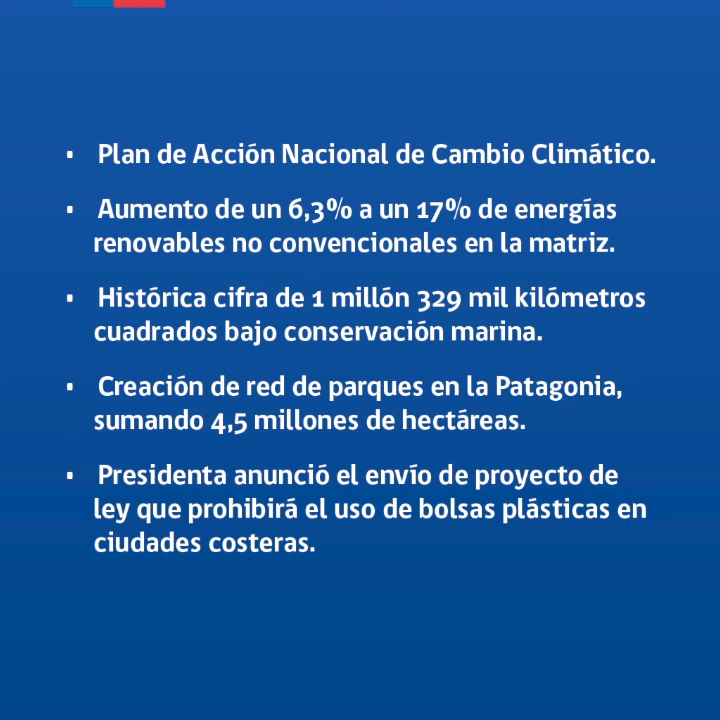 ▪ Plan de Acción Nacional de Cambio Climático.
▪ Aumento de un 6,3% a un 17% de energías
renovables no convencionales en la matriz.
▪ Histórica cifra de 1 millón 329 mil kilómetros
cuadrados bajo conservación marina.
▪ Creación de red de parques en la Patagonia,
sumando 4,5 millones de hectáreas.
▪ Presidenta anunció el envío de proyecto de
ley que prohibirá el uso de bolsas plásticas en
ciudades costeras.